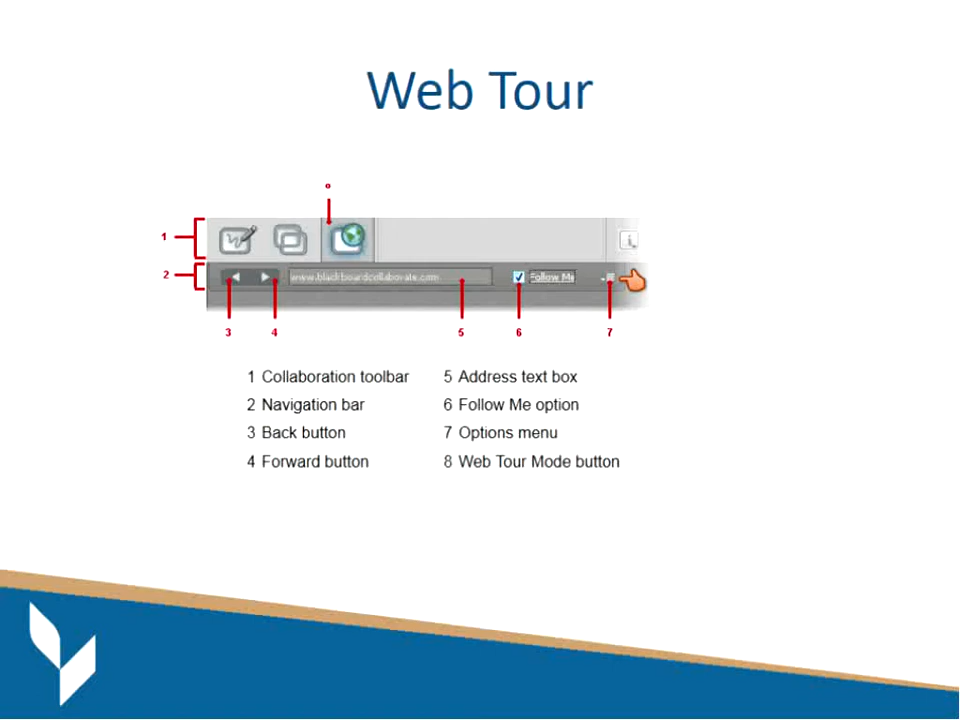 Web Tour
1
2
www.blackboardcollaborate.com
Follow Me
3 4 5 6 7
1 Collaboration toolbar
2 Navigation bar
3 Back button
4 Forward button
5 Address text box
6 Follow Me option
7 Options menu
8 Web Tour Mode button